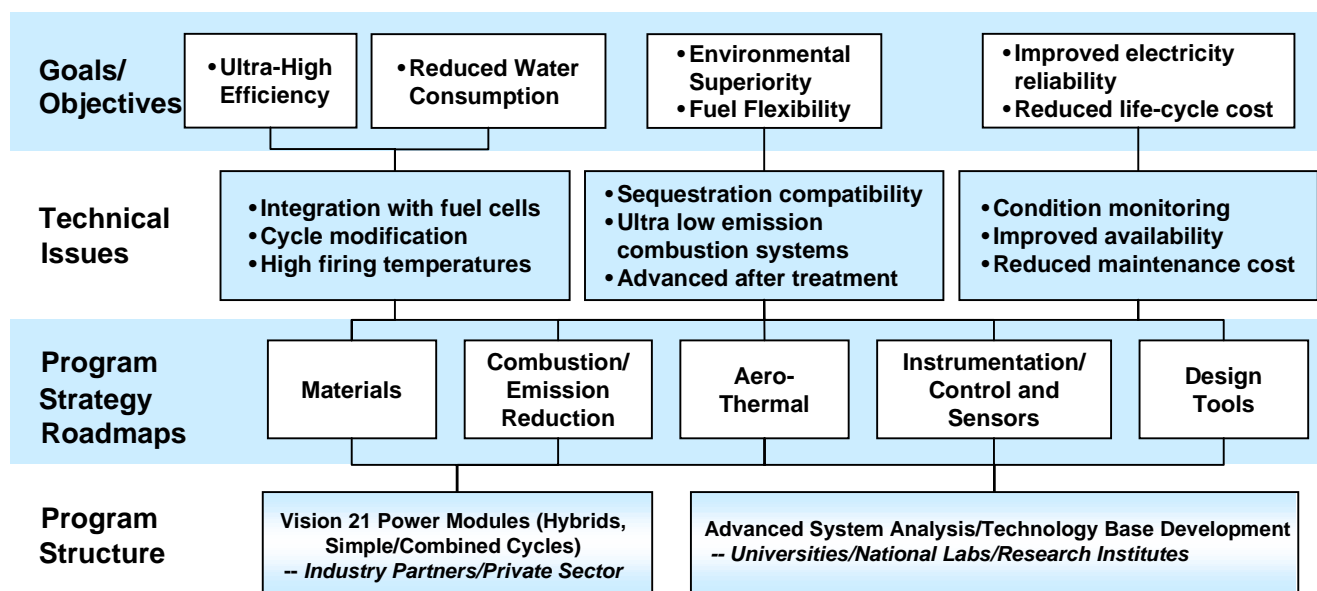 Goals/
Objectives
•Ultra-High
Efficiency
•Reduced Water
Consumption
•Environmental
Superiority
•Fuel Flexibility
•Improved electricity
reliability
•Reduced life-cycle cost
Technical
Issues
•Integration with fuel cells
•Cycle modification
•High firing temperatures
•Sequestration compatibility
•Ultra low emission
combustion systems
•Advanced after treatment
•Condition monitoring
•Improved availability
•Reduced maintenance cost
Program
Strategy
Roadmaps
Materials
Combustion/
Emission
Reduction
Aero-
Thermal
Instrumentation/
Control and
Sensors
Design
Tools
Program
Structure
Vision 21 Power Modules (Hybrids,
Simple/Combined Cycles)
-- Industry Partners/Private Sector
Advanced System Analysis/Technology Base Development
-- Universities/National Labs/Research Institutes